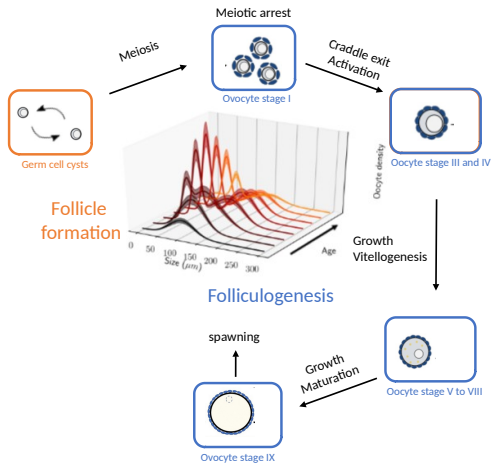 Meiotic arrest
Meiosis
Craddle exit
Activation
Ovocyte stage I
Germ cell cysts
Oocyte stage III and IV
Oocyte density
Follicle
formation
0 50 100 150 200 250 300
Size (μm)
Age
Growth
Vitellogenesis
Folliculogenesis
spawning
Growth
Maturation
Oocyte stage V to VIII
Ovocyte stage IX